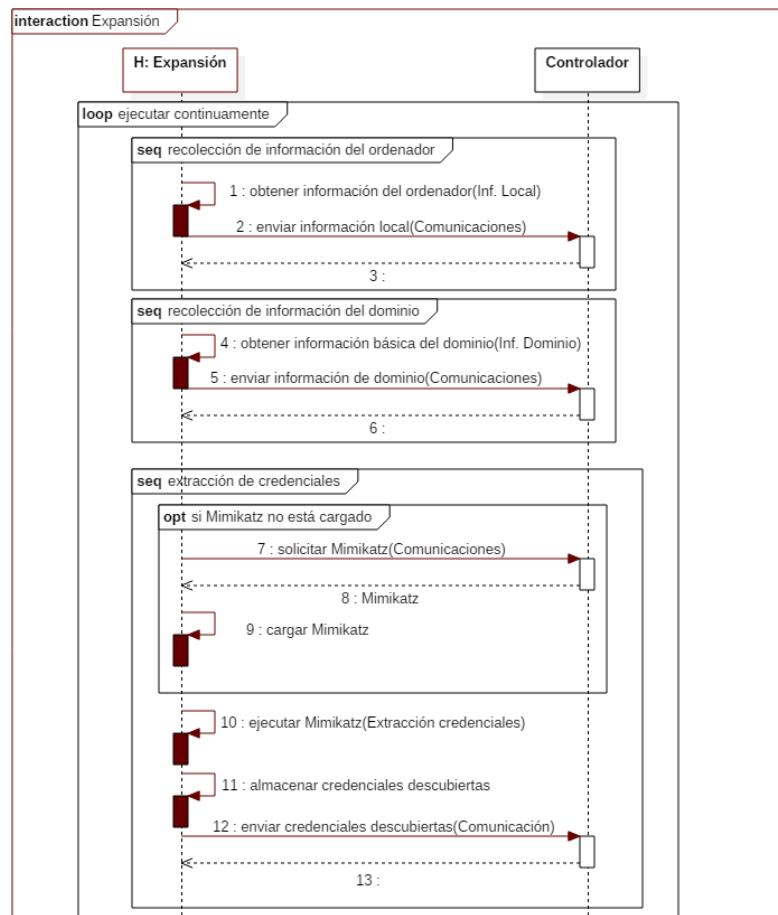 interaction Expansión
H: Expansión
Controlador
loop ejecutar continuamente
seq recolección de información del ordenador
1 : obtener información del ordenador(Inf. Local)
2 : enviar información local(Comunicaciones)
3 :
seq recolección de información del dominio
4 : obtener información básica del dominio(Inf. Dominio)
5 : enviar información de dominio(Comunicaciones)
6 :
seq extracción de credenciales
opt si Mimikatz no está cargado
7 : solicitar Mimikatz(Comunicaciones)
8 : Mimikatz
9 : cargar Mimikatz
10 : ejecutar Mimikatz(Extracción credenciales)
11 : almacenar credenciales descubiertas
12 : enviar credenciales descubiertas(Comunicación)
13 :